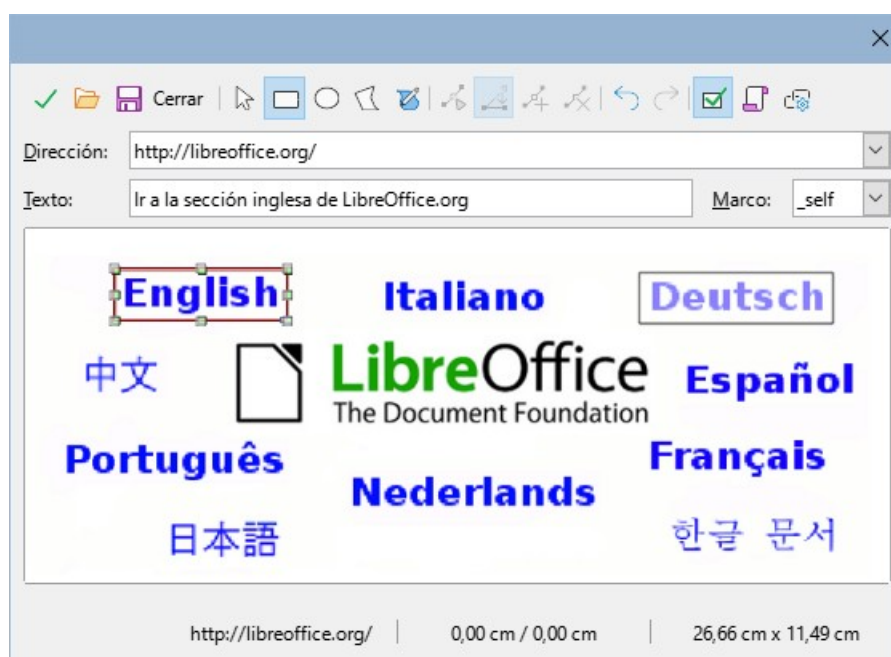 Cerrar
Dirección: http://libreoffice.org/
Texto: Ir a la sección inglesa de LibreOffice.org Marco: _self
English Italiano Deutsch
中文 LibreOffice Español
The Document Foundation
Português Français
Nederlands
日本語 한글 문서
http://libreoffice.org/ 0,00 cm / 0,00 cm 26,66 cm x 11,49 cm